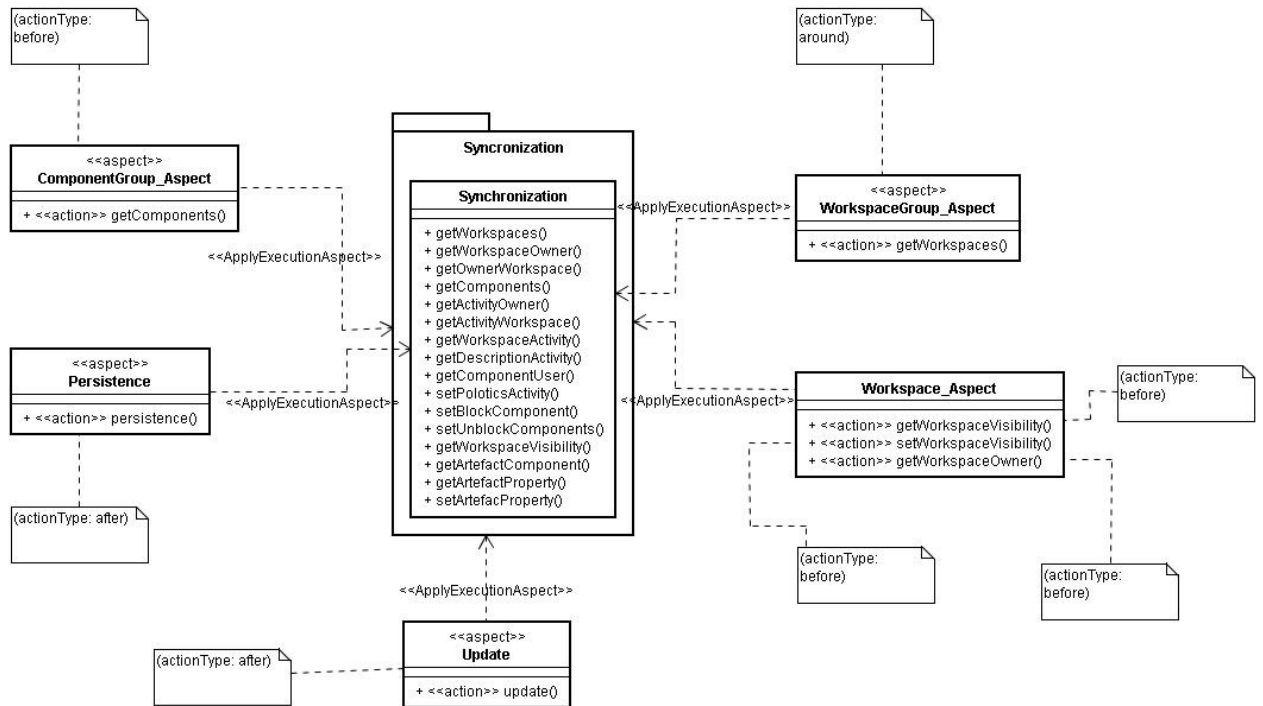 (actionType:
before)
(actionType:
around)
<<aspect>>
ComponentGroup_Aspect
+ <<action>> getComponents()
<<ApplyExecutionAspect>>
Syncronization
Synchronization
+ getWorkspaces()
+ getWorkspaceOwner()
+ getOwnerWorkspace()
+ getComponents()
+ getActivityOwner()
+ getActivityWorkspace()
+ getWorkspaceActivity()
+ getDescriptionActivity()
+ getComponentUser()
+ setPoloticsActivity()
+ setBlockComponent()
+ setUnblockComponents()
+ getWorkspaceVisibility()
+ getArtefactComponent()
+ getArtefactProperty()
+ setArtefacProperty()
<<ApplyExecutionAspect>>
<<aspect>>
WorkspaceGroup_Aspect
+ <<action>> getWorkspaces()
<<aspect>>
Persistence
+ <<action>> persistence()
<<ApplyExecutionAspect>>
(actionType: after)
<<ApplyExecutionAspect>>
Workspace_Aspect
+ <<action>> getWorkspaceVisibility()
+ <<action>> setWorkspaceVisibility()
+ <<action>> getWorkspaceOwner()
(actionType:
before)
(actionType:
before)
(actionType:
before)
<<ApplyExecutionAspect>>
<<aspect>>
Update
+ <<action>> update()
(actionType: after)